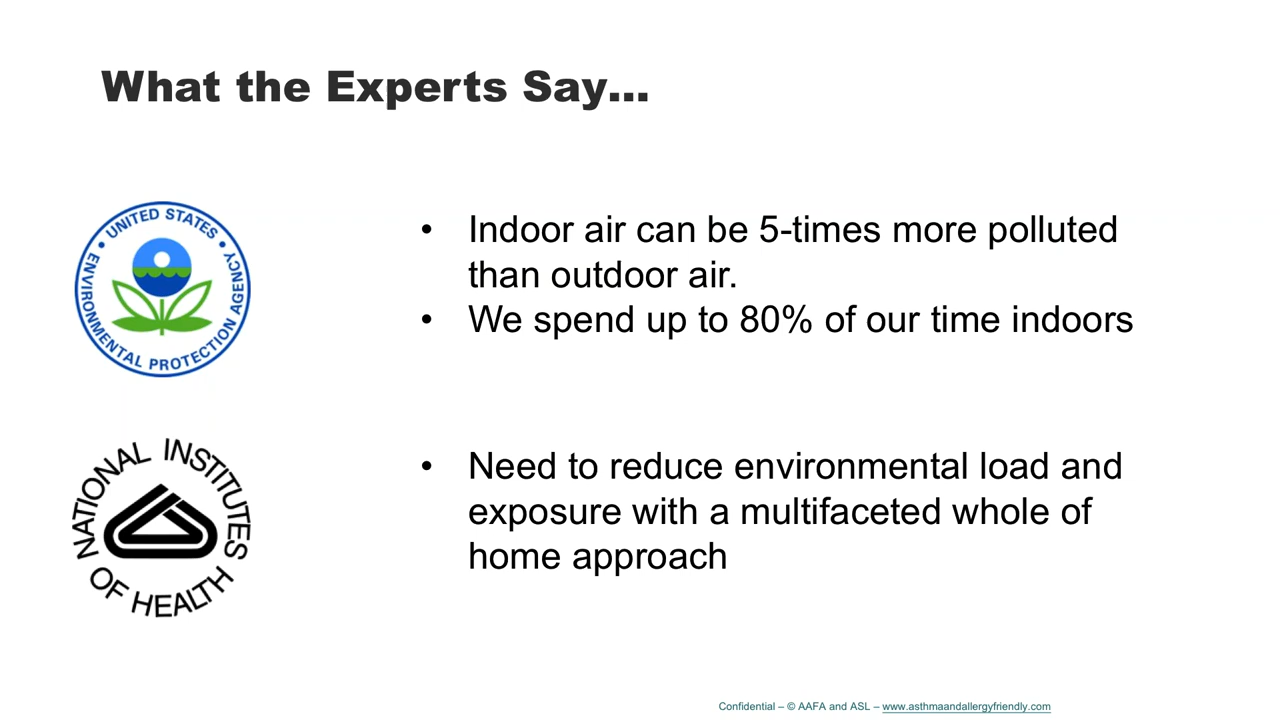 What the Experts Say...
UNITED STATES
ENVIRONMENTAL PROTECTION AGENCY
• Indoor air can be 5-times more polluted
than outdoor air.
• We spend up to 80% of our time indoors
NATIONAL INSTITUTES
OF HEALTH
• Need to reduce environmental load and
exposure with a multifaceted whole of
home approach
Confidential – © AAFA and ASL – www.asthmaandallergyfriendly.com